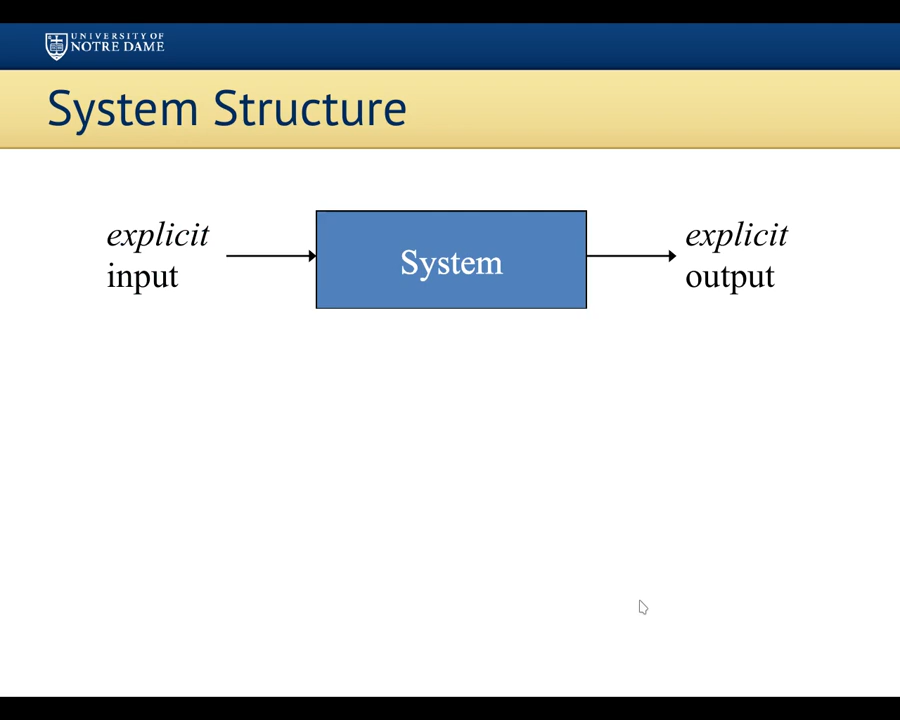 UNIVERSITY OF
NOTRE DAME
System Structure
explicit
input
System
explicit
output